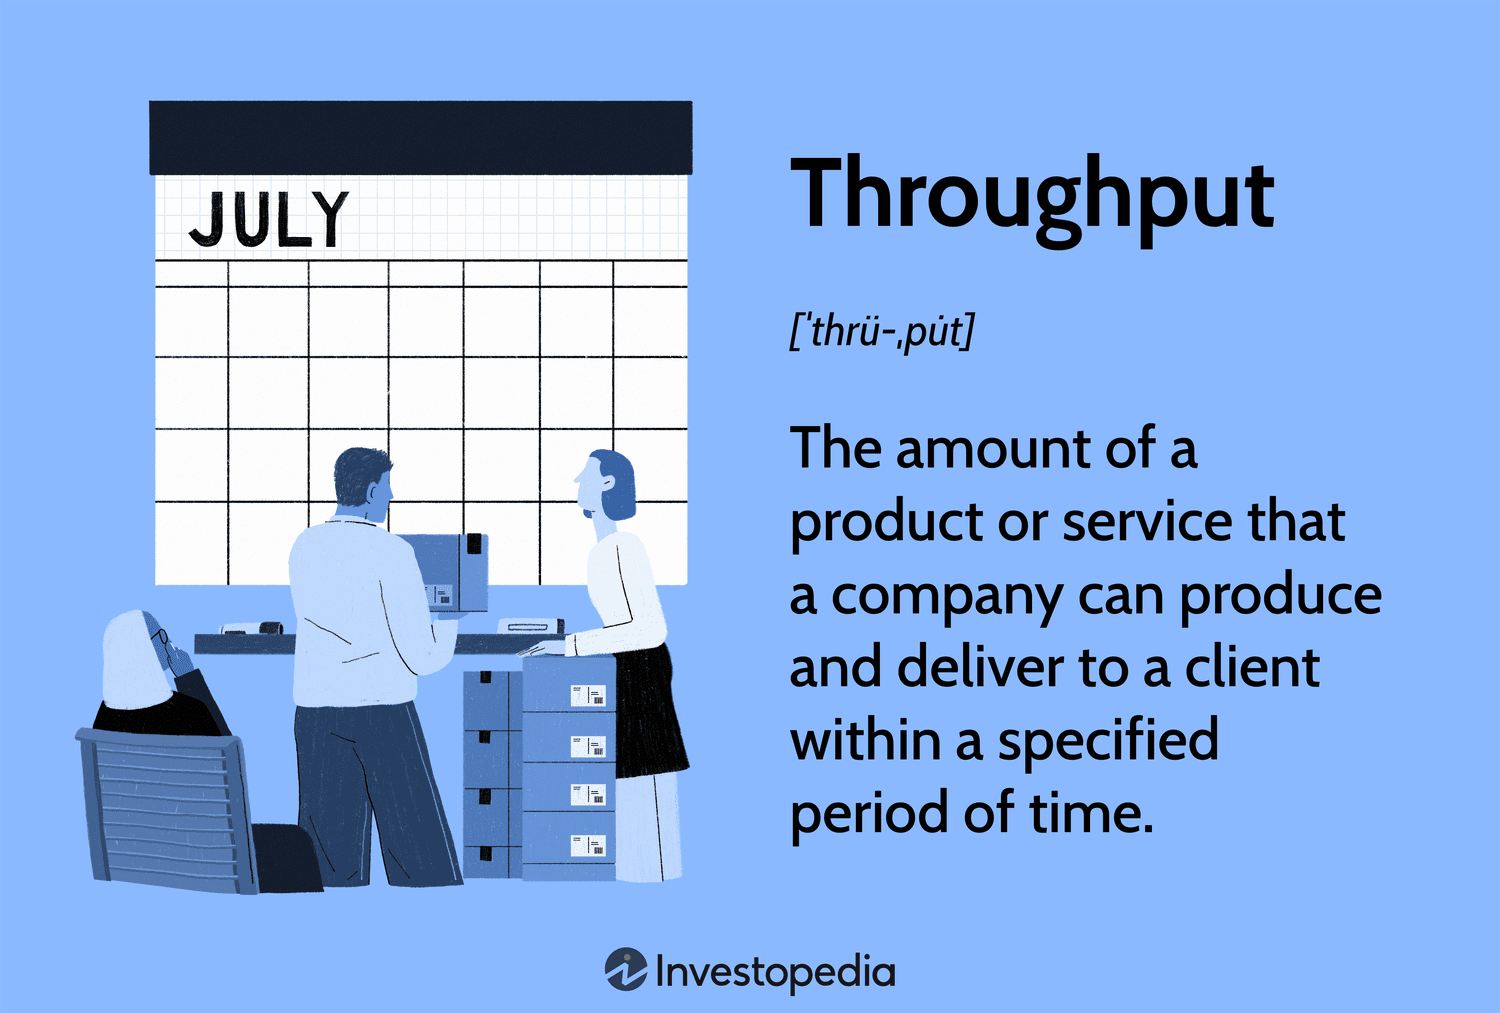 JULY
Throughput
[ˈthrü-ˌpu̇t]
The amount of a
product or service that
a company can produce
and deliver to a client
within a specified
period of time.
Investopedia